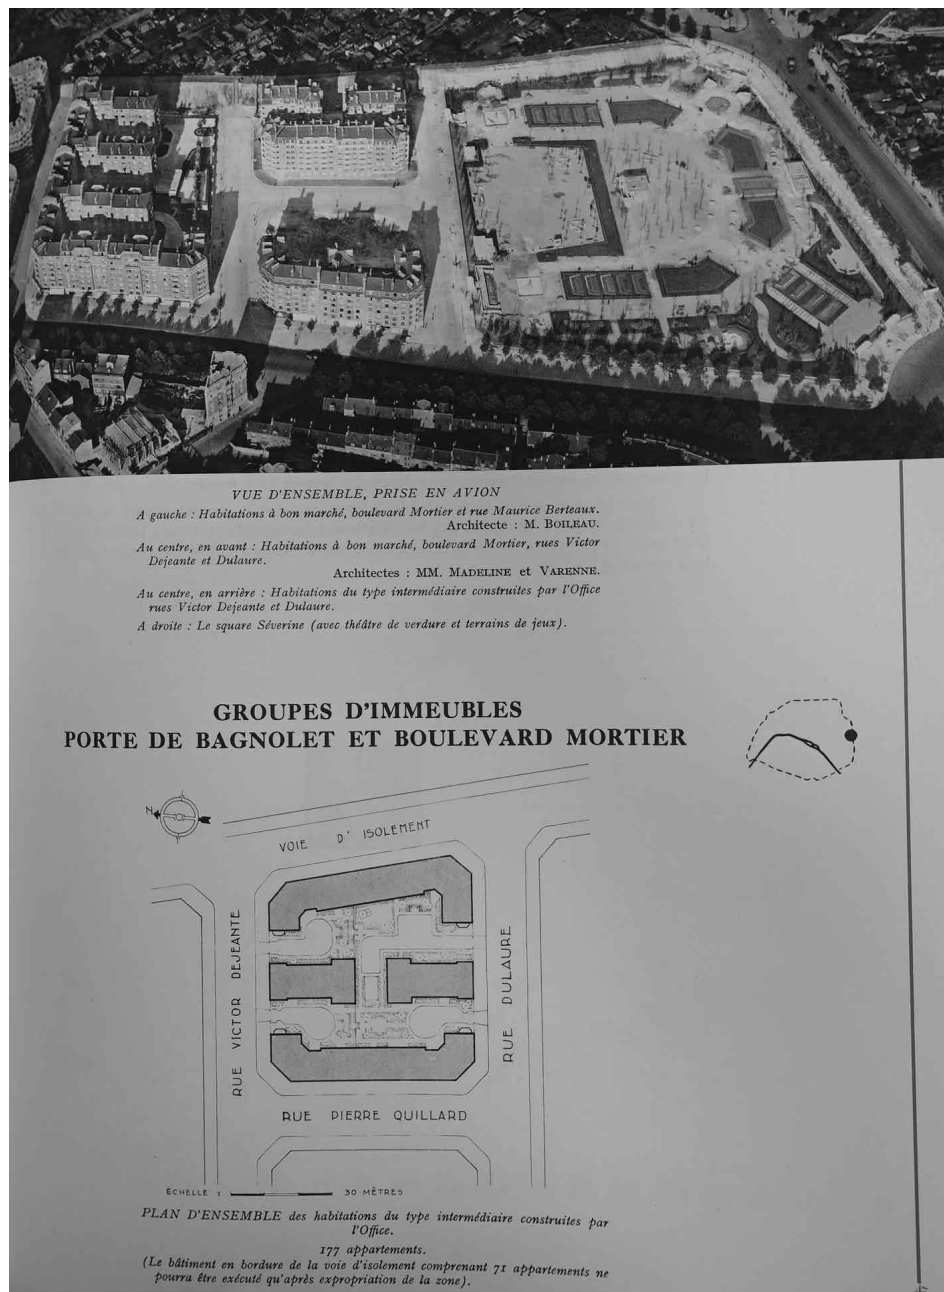 VUE D'ENSEMBLE, PRISE EN AVION
A gauche : Habitations à bon marché, boulevard Mortier et rue Maurice Berteaux.
Architecte : M. BOILEAU.
Au centre, en avant : Habitations à bon marché, boulevard Mortier, rues Victor
Dejeante et Dulaure.
Architectes : MM. MADELINE et VARENNE.
Au centre, en arrière : Habitations du type intermédiaire construites par l'Office
rues Victor Dejeante et Dulaure.
A droite : Le square Séverine (avec théâtre de verdure et terrains de jeux).
GROUPES D'IMMEUBLES
PORTE DE BAGNOLET ET BOULEVARD MORTIER
N
VOIE D' ISOLEMENT
RUE VICTOR DEJEANTE
RUE DULAURE
RUE PIERRE QUILLARD
ÉCHELLE : 30 MÈTRES
PLAN D'ENSEMBLE des habitations du type intermédiaire construites par
l'Office.
177 appartements.
(Le bâtiment en bordure de la voie d'isolement comprenant 71 appartements ne
pourra être exécuté qu'après expropriation de la zone).